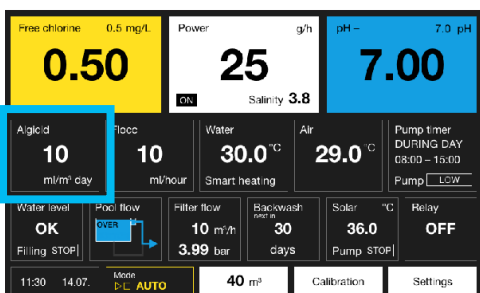 Free chlorine 0.5 mg/L
0.50
Power g/h
25
ON Salinity 3.8
pH – 7.0 pH
7.00
Algicid
10
ml/m³ day
Flocc
10
ml/hour
Water
30.0 °C
Smart heating
Air
29.0 °C
Pump timer
DURING DAY
08:00 – 15:00
Pump LOW
Water level
OK
Filling STOP
Pool flow
OVER
Filter flow
10 m³/h
3.99 bar
Backwash
next in
30
days
Solar °C
36.0
Pump STOP
Relay
OFF
11:30 14.07.
Mode
AUTO
40 m³
Calibration
Settings